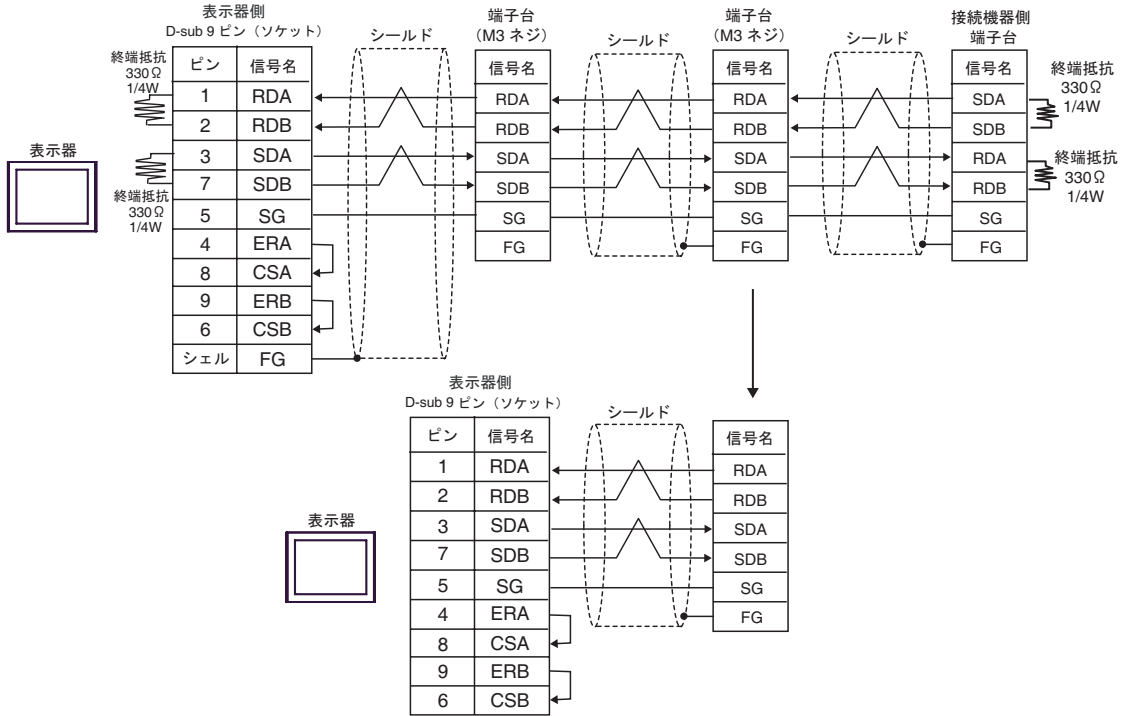 表示器側
D-sub 9 ピン（ソケット）
シールド
端子台
（M3 ネジ）
シールド
端子台
（M3 ネジ）
シールド
接続機器側
端子台
終端抵抗
330Ω
1/4W
ピン 信号名
1 RDA
2 RDB
3 SDA
7 SDB
5 SG
4 ERA
8 CSA
9 ERB
6 CSB
シェル FG
表示器
終端抵抗
330Ω
1/4W
信号名
RDA
RDB
SDA
SDB
SG
FG
信号名
RDA
RDB
SDA
SDB
SG
FG
信号名
SDA
SDB
RDA
RDB
SG
FG
終端抵抗
330Ω
1/4W
終端抵抗
330Ω
1/4W
表示器側
D-sub 9 ピン（ソケット）
シールド
表示器
ピン 信号名
1 RDA
2 RDB
3 SDA
7 SDB
5 SG
4 ERA
8 CSA
9 ERB
6 CSB
信号名
RDA
RDB
SDA
SDB
SG
FG